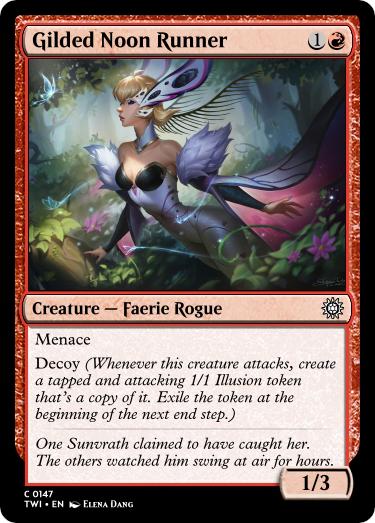 Gilded Noon Runner 1
Creature — Faerie Rogue
Menace
Decoy (Whenever this creature attacks, create
a tapped and attacking 1/1 Illusion token
that's a copy of it. Exile the token at the
beginning of the next end step.)
One Sunvrath claimed to have caught her.
The others watched him swing at air for hours.
1/3
C 0147
TWI • EN Elena Dang